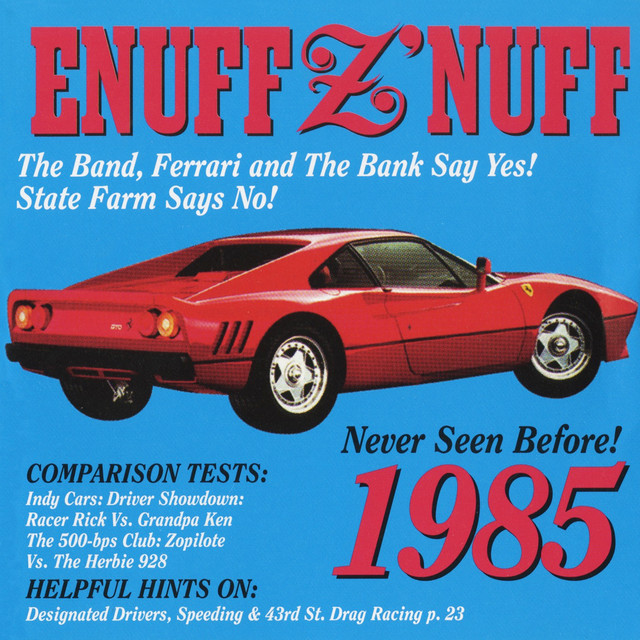 ENUFF Z'NUFF
The Band, Ferrari and The Bank Say Yes!
State Farm Says No!
GTO
Never Seen Before!
1985
COMPARISON TESTS:
Indy Cars: Driver Showdown:
Racer Rick Vs. Grandpa Ken
The 500-bps Club: Zopilote
Vs. The Herbie 928
HELPFUL HINTS ON:
Designated Drivers, Speeding & 43rd St. Drag Racing p. 23